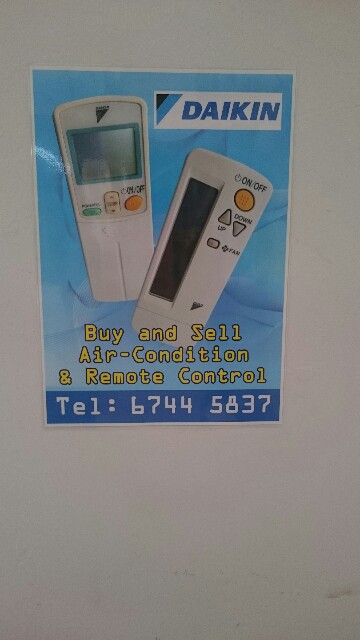 DAIKIN
ON/OFF
ON/OFF
DOWN
UP
FAN
Buy and Sell
Air-Condition
& Remote Control
Tel: 6744 5837